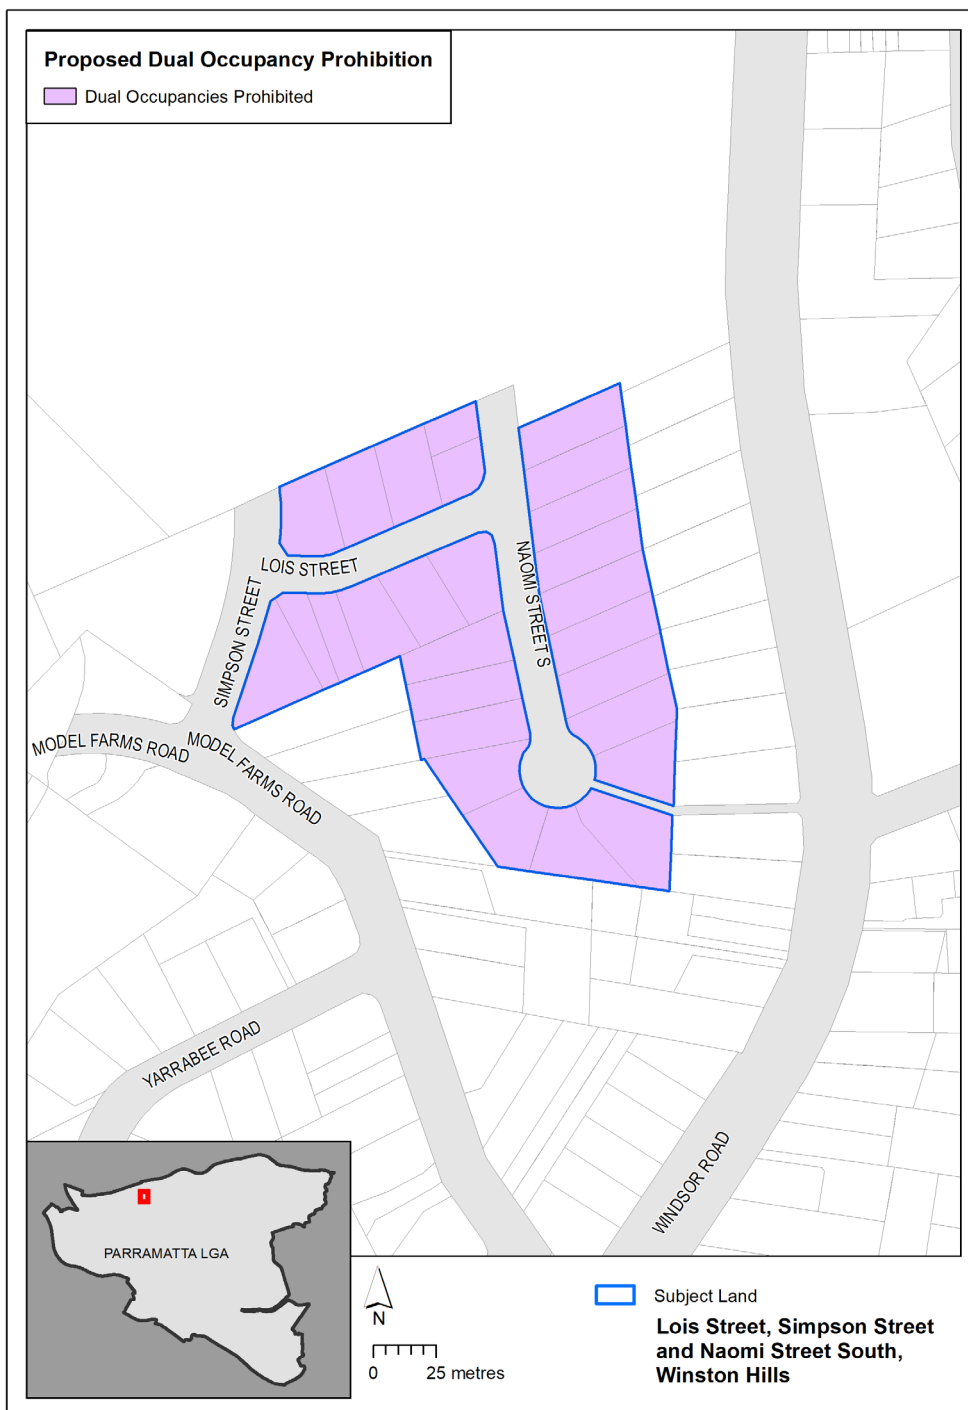 Proposed Dual Occupancy Prohibition
Dual Occupancies Prohibited
LOIS STREET
NAOMI STREET S
SIMPSON STREET
MODEL FARMS ROAD
MODEL FARMS ROAD
YARRABEE ROAD
WINDSOR ROAD
PARRAMATTA LGA
N
0 25 metres
Subject Land
Lois Street, Simpson Street
and Naomi Street South,
Winston Hills